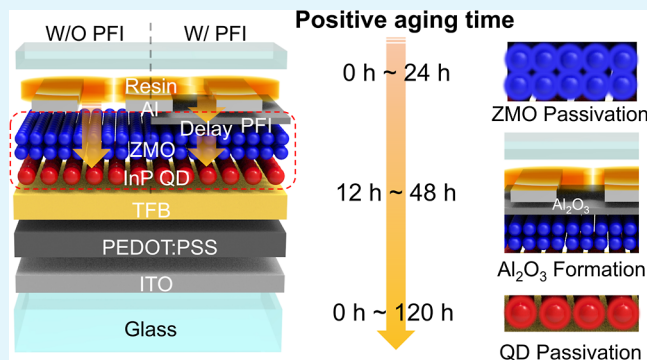 Positive aging time
W/O PFI
W/ PFI
Resin
Al
Delay PFI
ZMO
InP QD
TFB
PEDOT:PSS
ITO
Glass
0 h ~ 24 h
12 h ~ 48 h
0 h ~ 120 h
ZMO Passivation
Al₂O₃
Al₂O₃ Formation
QD Passivation